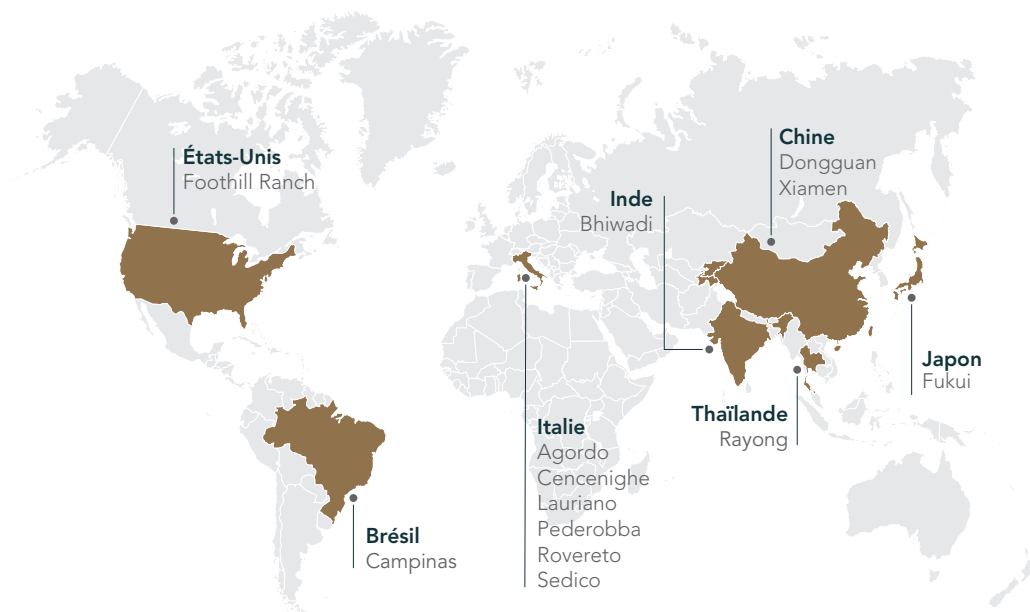 États-Unis
Foothill Ranch
Chine
Dongguan
Xiamen
Inde
Bhiwadi
Japon
Fukui
Thaïlande
Rayong
Italie
Agordo
Cencenighe
Lauriano
Pederobba
Rovereto
Sedico
Brésil
Campinas